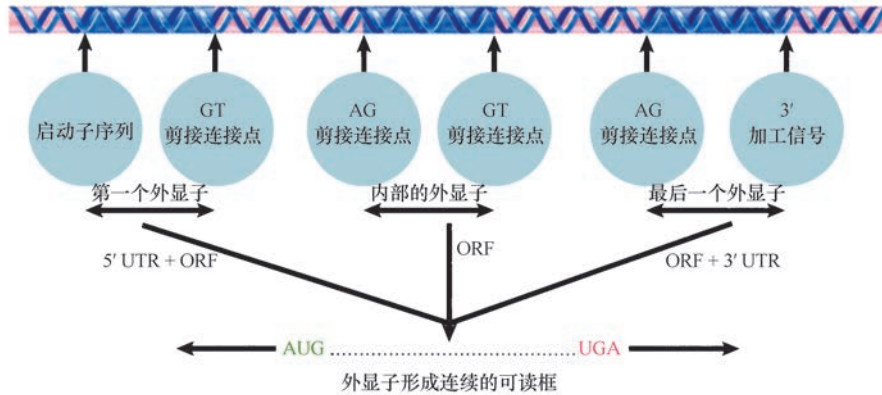 启动子序列
GT
剪接连接点
AG
剪接连接点
GT
剪接连接点
AG
剪接连接点
3′
加工信号
第一个外显子
内部的外显子
最后一个外显子
5′ UTR + ORF
ORF
ORF + 3′ UTR
AUG ........................................ UGA
外显子形成连续的可读框